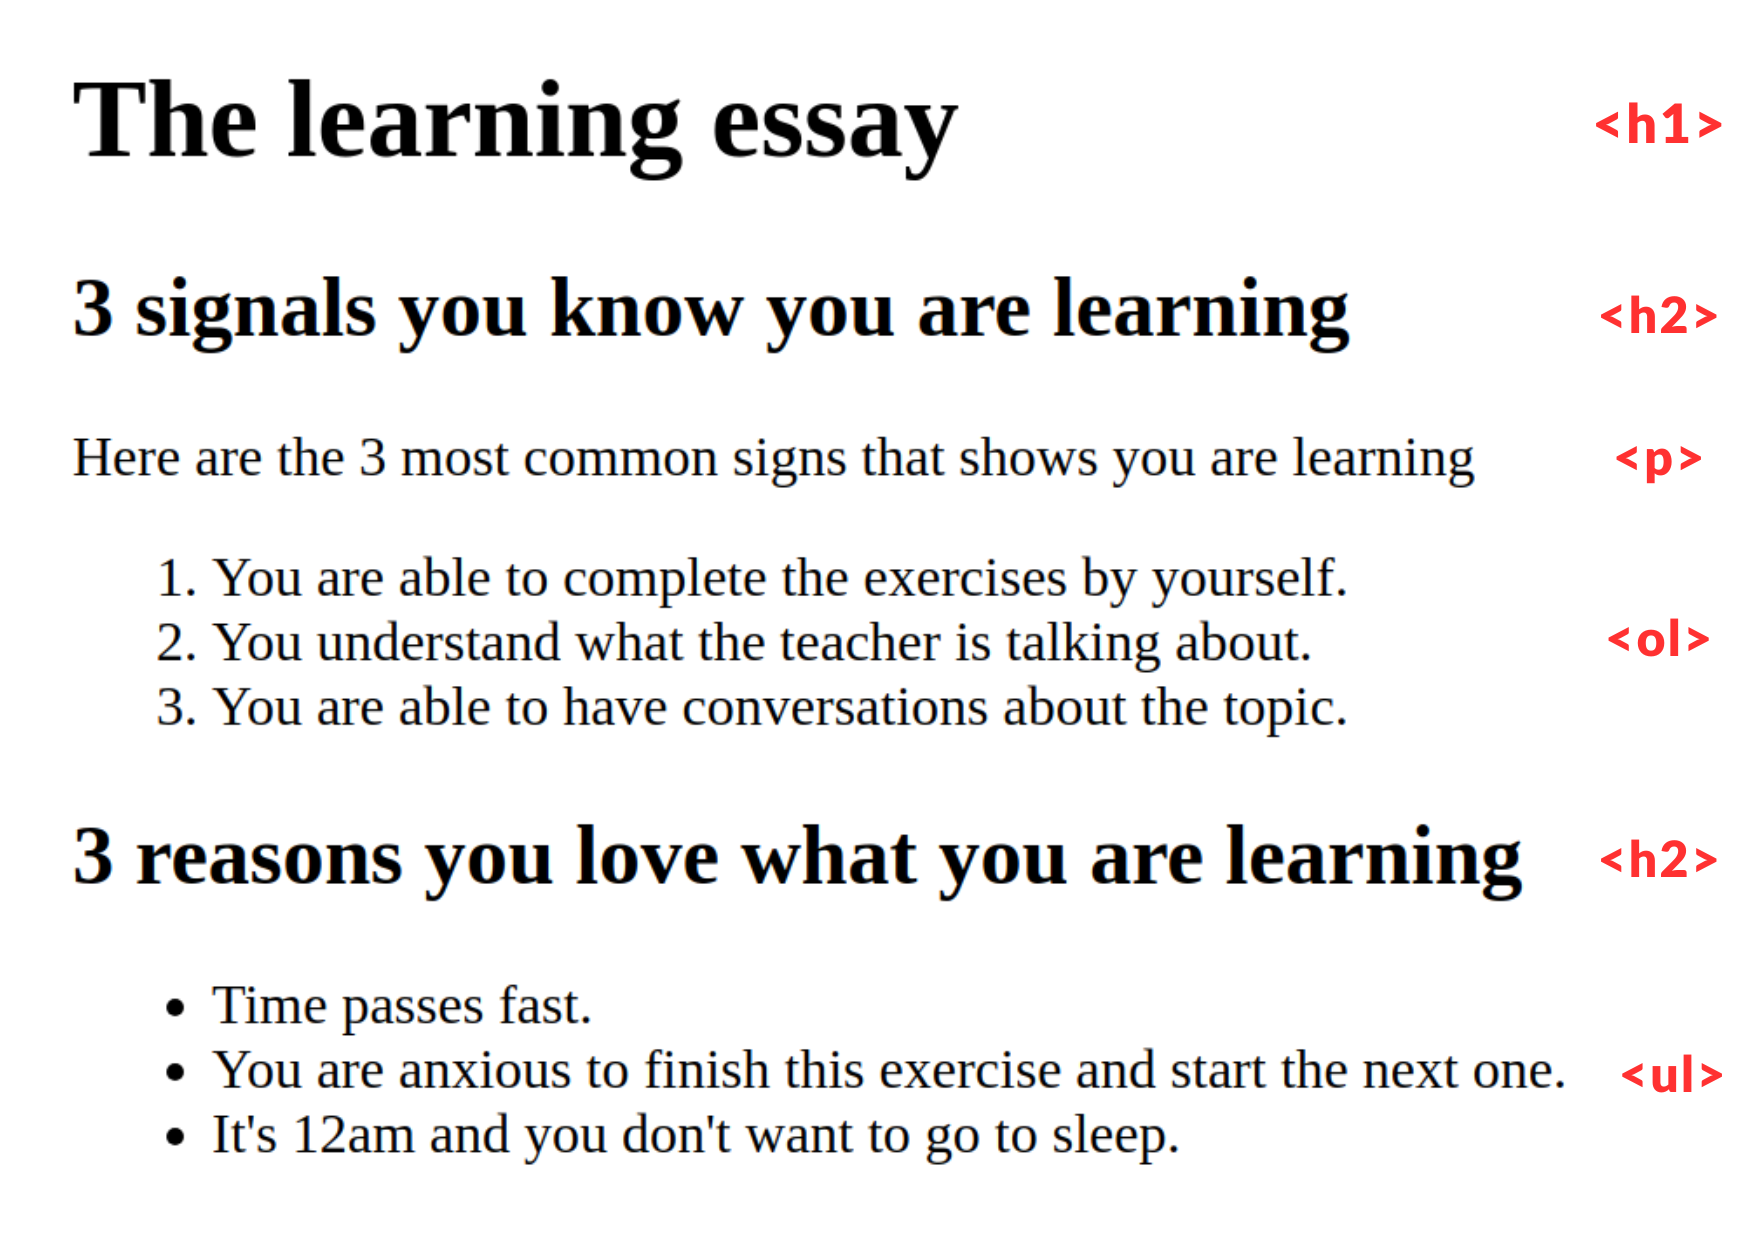 The learning essay <h1>
3 signals you know you are learning <h2>
Here are the 3 most common signs that shows you are learning <p>
1. You are able to complete the exercises by yourself.
2. You understand what the teacher is talking about. <ol>
3. You are able to have conversations about the topic.
3 reasons you love what you are learning <h2>
• Time passes fast.
• You are anxious to finish this exercise and start the next one. <ul>
• It's 12am and you don't want to go to sleep.